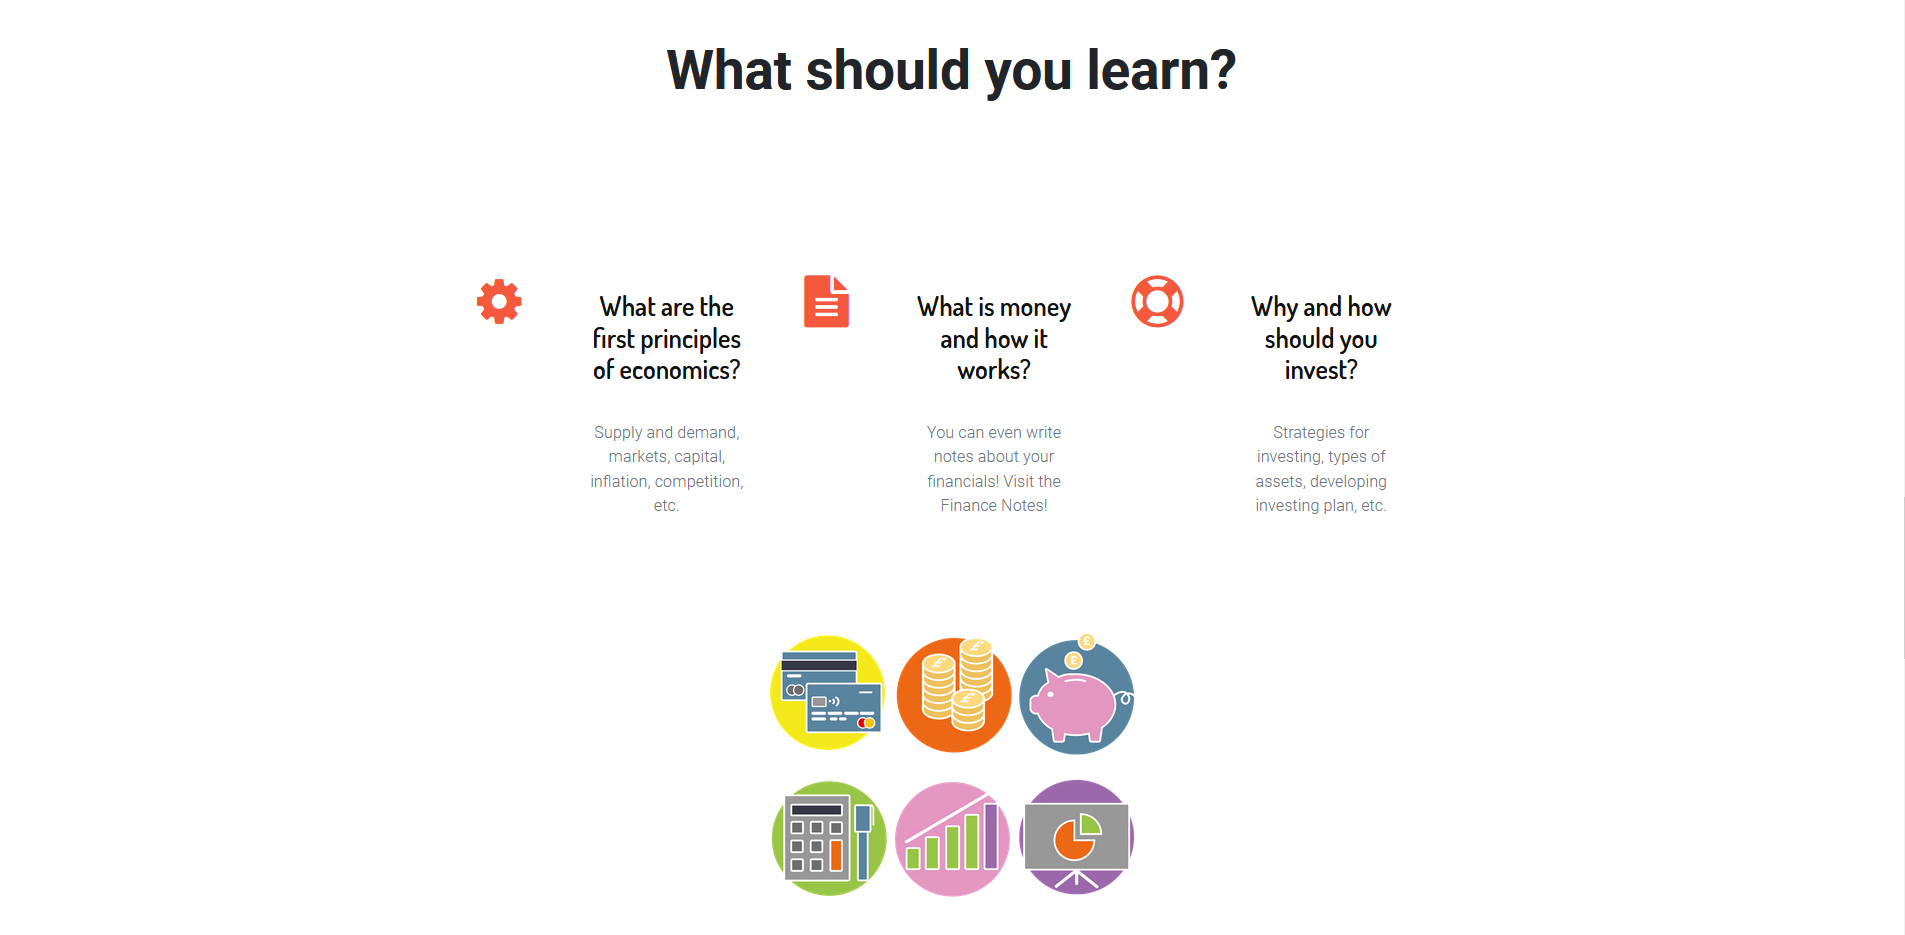 What should you learn?
What are the
first principles
of economics?
Supply and demand,
markets, capital,
inflation, competition,
etc.
What is money
and how it
works?
You can even write
notes about your
financials! Visit the
Finance Notes!
Why and how
should you
invest?
Strategies for
investing, types of
assets, developing
investing plan, etc.
£
£
£
£
£